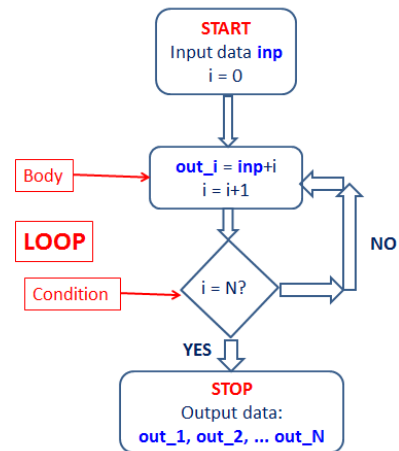 START
Input data inp
i = 0
out_i = inp+i
i = i+1
Body
LOOP
NO
Condition
i = N?
YES
STOP
Output data:
out_1, out_2, ... out_N